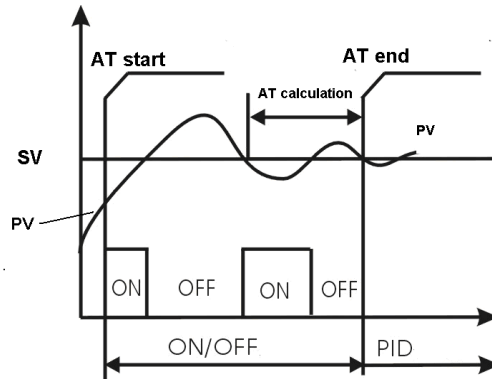 AT start
AT end
AT calculation
PV
SV
PV
ON
OFF
ON
OFF
ON/OFF
PID